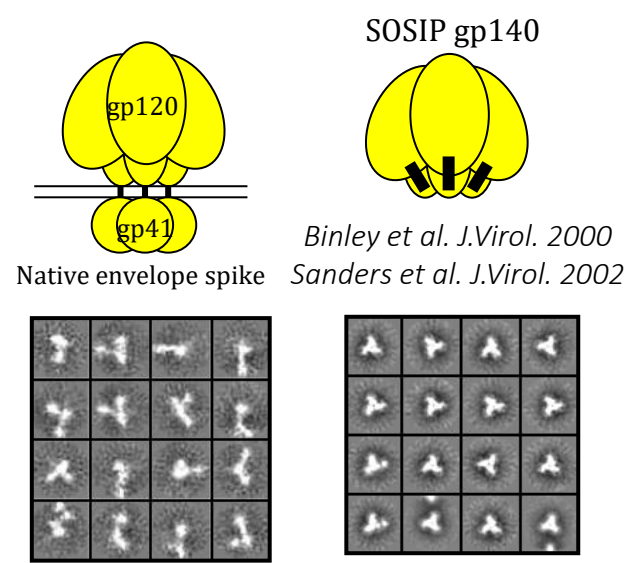 SOSIP gp140
gp120
gp41
Native envelope spike
Binley et al. J.Virol. 2000
Sanders et al. J.Virol. 2002